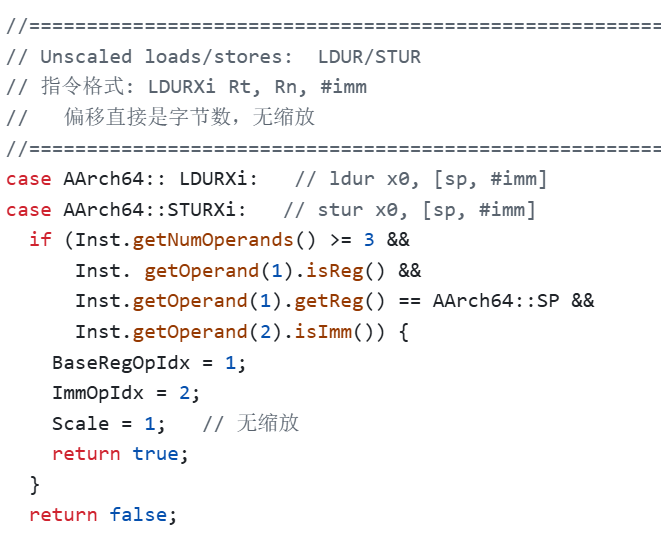 //=====================================================
// Unscaled loads/stores:  LDUR/STUR
// 指令格式: LDURXi Rt, Rn, #imm
//   偏移直接是字节数，无缩放
//=====================================================
case AArch64:: LDURXi:   // ldur x0, [sp, #imm]
case AArch64::STURXi:   // stur x0, [sp, #imm]
  if (Inst.getNumOperands() >= 3 &&
      Inst. getOperand(1).isReg() &&
      Inst.getOperand(1).getReg() == AArch64::SP &&
      Inst.getOperand(2).isImm()) {
    BaseRegOpIdx = 1;
    ImmOpIdx = 2;
    Scale = 1;   // 无缩放
    return true;
  }
  return false;